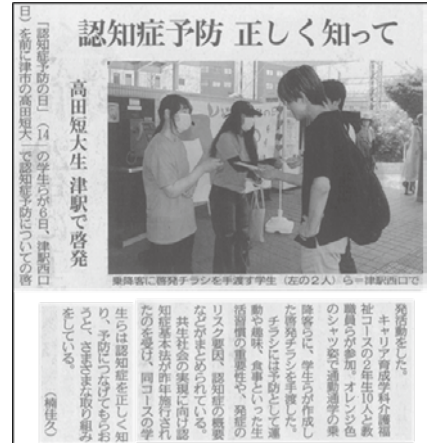 認知症予防 正しく知って
高田短大生 津駅で啓発
乗降客に啓発チラシを手渡す学生(左の2人)ら=津駅西口で
「認知症予防の日」(14
日)を前に津市の高田短大
の学生らが6日、津駅西口
で認知症予防についての啓
発活動をした。
キャリア育成学科介護福
祉コースの2年生10人と教
職員らが参加。オレンジ色
のシャツ姿で通勤通学の乗
降客らに、学生らが作成し
た啓発チラシを手渡した。
チラシには予防として運
動や趣味、食事といった生
活習慣の重要性や、発症の
リスク要因、認知症の概要
などがまとめられている。
共生社会の実現に向け認
知症基本法が昨年施行され
たのを受け、同コースの学
生らは認知症を正しく知
り、予防につなげてもらお
うと、さまざまな取り組み
をしている。
(楠佳久)